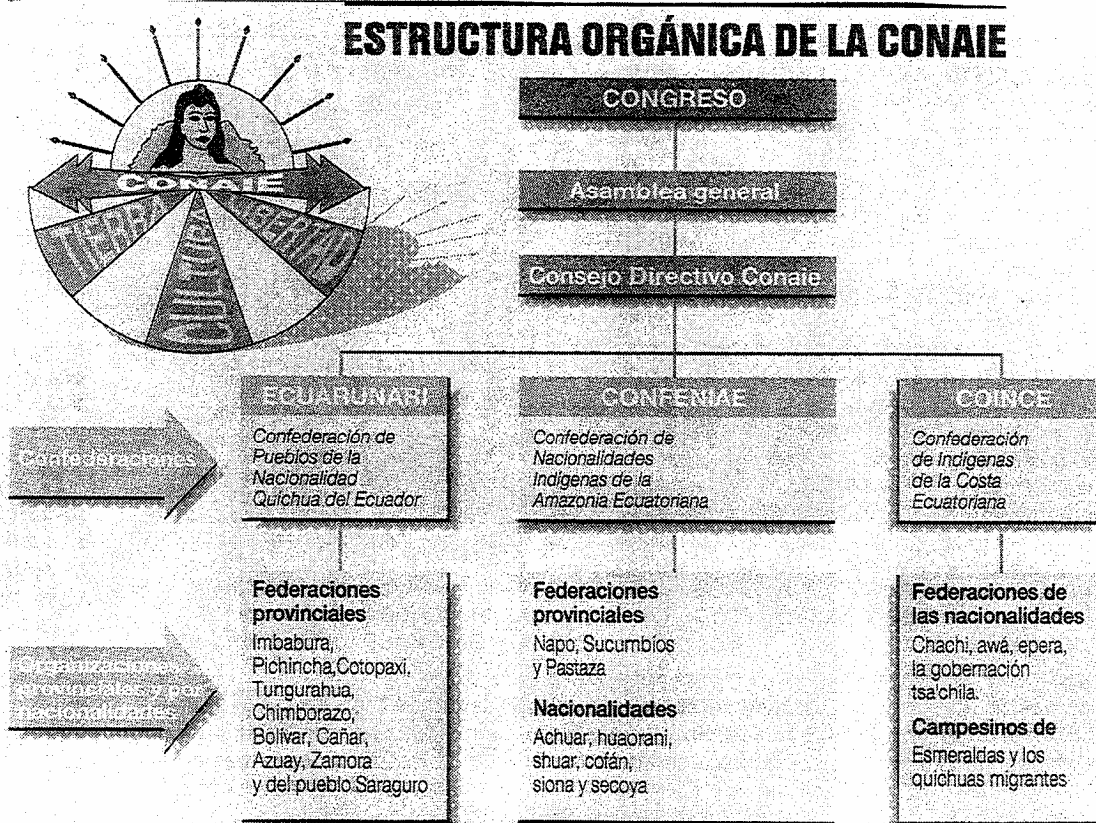 ESTRUCTURA ORGÁNICA DE LA CONAIE
CONAIE
TIERRA
CULTURA
LIBERTAD
CONGRESO
Asamblea general
Consejo Directivo Conaie
Confederaciones
ECUARUNARI
Confederación de
Pueblos de la
Nacionalidad
Quichua del Ecuador
CONFENIAE
Confederación de
Nacionalidades
Indígenas de la
Amazonia Ecuatoriana
COINCE
Confederación
de Indígenas
de la Costa
Ecuatoriana
Organizaciones
provinciales y por
nacionalidades
Federaciones
provinciales
Imbabura,
Pichincha, Cotopaxi,
Tungurahua,
Chimborazo,
Bolívar, Cañar,
Azuay, Zamora
y del pueblo Saraguro
Federaciones
provinciales
Napo, Sucumbíos
y Pastaza
Nacionalidades
Achuar, huaorani,
shuar, cofán,
siona y secoya
Federaciones de
las nacionalidades
Chachi, awá, epera,
la gobernación
tsa'chila.
Campesinos de
Esmeraldas y los
quichuas migrantes